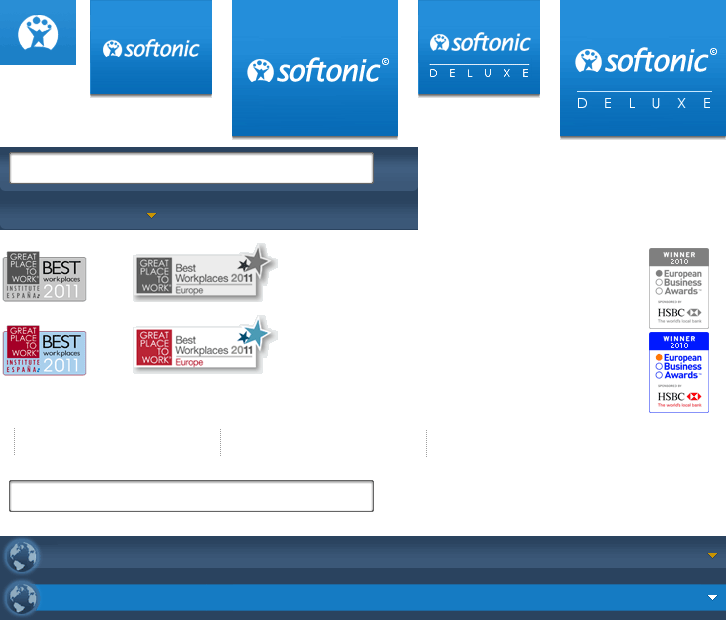 softonic
softonic©
softonic
DELUXE
softonic©
DELUXE
GREAT
PLACE
TO
WORK®
BEST
workplaces
INSTITUTE
ESPAÑA
2011
GREAT
PLACE
TO
WORK®
Best
Workplaces 2011
Europe
WINNER
2010
European
Business
Awards™
SPONSORED BY
HSBC
The world's local bank
GREAT
PLACE
TO
WORK®
BEST
workplaces
INSTITUTE
ESPAÑA
2011
GREAT
PLACE
TO
WORK®
Best
Workplaces 2011
Europe
WINNER
2010
European
Business
Awards™
SPONSORED BY
HSBC
The world's local bank